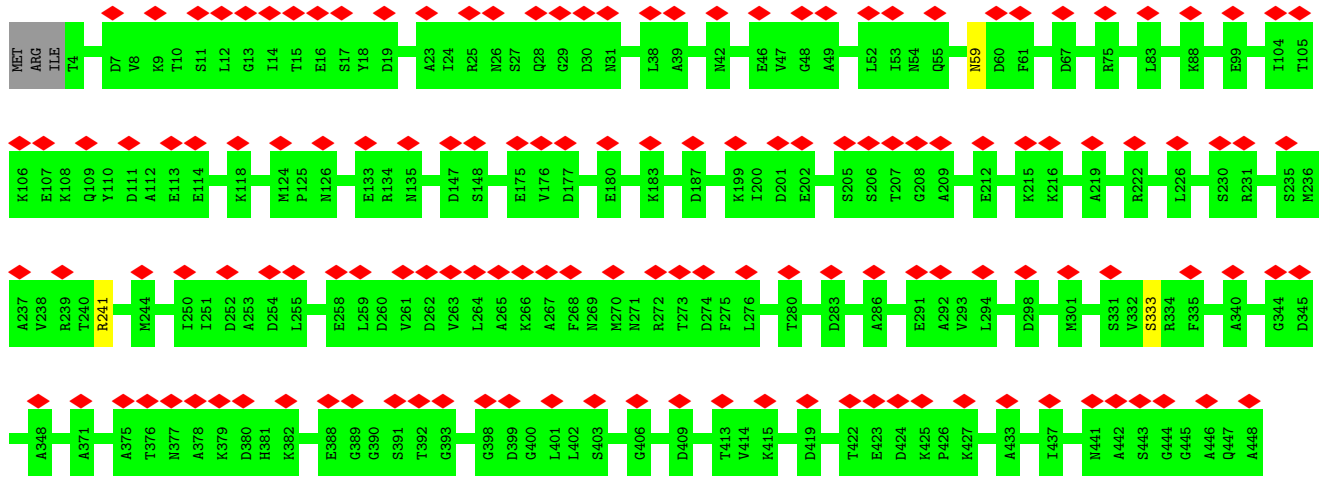 MET ARG ILE T4 D7 V8 K9 T10 S11 L12 G13 I14 T15 E16 S17 Y18 D19 A23 I24 R25 N26 S27 Q28 G29 D30 N31 L38 A39 N42 E46 V47 G48 A49 L52 I53 N54 Q55 N59 D60 F61 D67 R75 L83 K88 E99 I104 T105
K106 E107 K108 Q109 Y110 D111 A112 E113 E114 K118 M124 P125 N126 E133 R134 N135 D147 S148 E175 V176 D177 E180 K183 D187 K199 I200 D201 E202 S205 S206 T207 G208 A209 E212 K215 K216 A219 R222 L226 S230 R231 S235 M236
A237 V238 R239 T240 R241 M244 I250 I251 D252 A253 D254 L255 E258 L259 D260 V261 D262 V263 L264 A265 K266 A267 F268 N269 M270 N271 R272 T273 D274 F275 L276 T280 D283 A286 E291 A292 V293 L294 D298 M301 S331 V332 S333 R334 F335 A340 G344 D345
A348 A371 A375 T376 N377 A378 K379 D380 H381 K382 E388 G389 G390 S391 T392 G393 G398 D399 G400 L401 L402 S403 G406 D409 T413 V414 K415 D419 T422 E423 D424 K425 P426 K427 A433 I437 N441 A442 S443 G444 G445 A446 Q447 A448